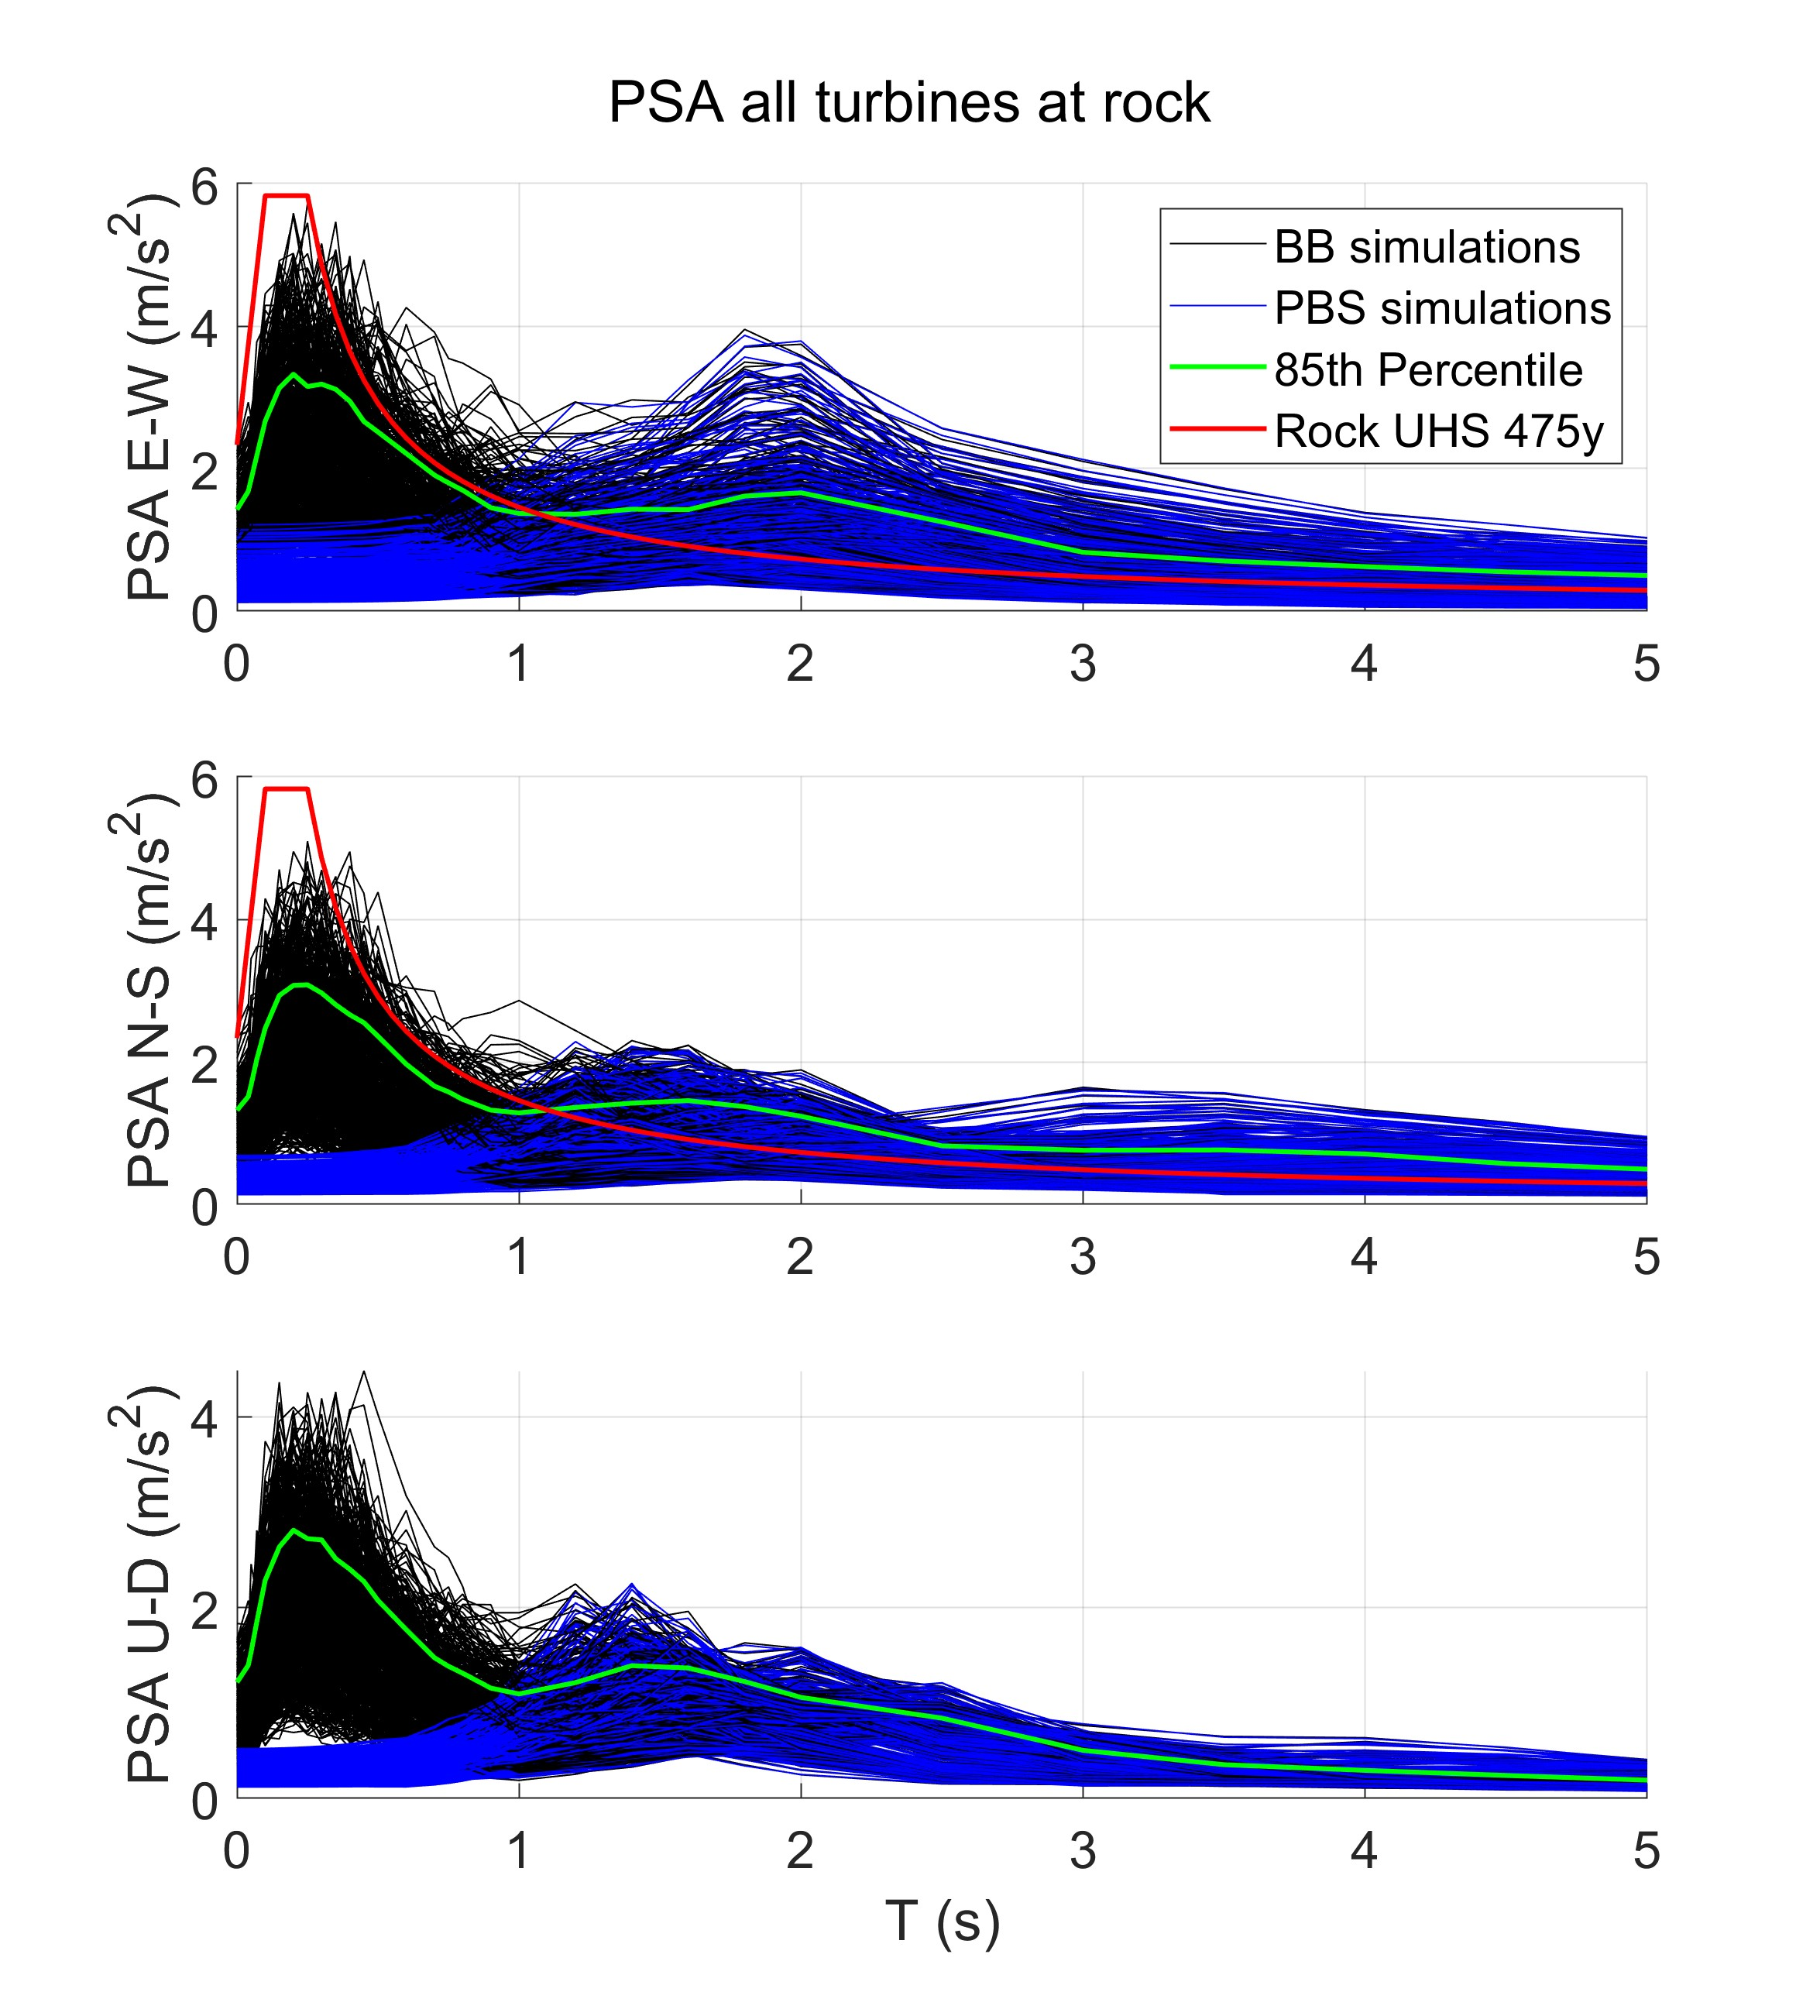 PSA all turbines at rock
PSA E-W (m/s²)
6
4
2
0
0 1 2 3 4 5
BB simulations
PBS simulations
85th Percentile
Rock UHS 475y
PSA N-S (m/s²)
6
4
2
0
0 1 2 3 4 5
PSA U-D (m/s²)
4
2
0
0 1 2 3 4 5
T (s)